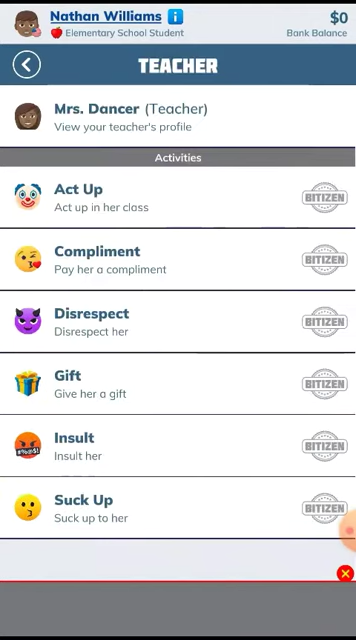 Nathan Williams i $0
Elementary School Student Bank Balance
TEACHER
Mrs. Dancer (Teacher)
View your teacher's profile
Activities
Act Up
Act up in her class
BITIZEN
Compliment
Pay her a compliment
BITIZEN
Disrespect
Disrespect her
BITIZEN
Gift
Give her a gift
BITIZEN
Insult
Insult her
BITIZEN
Suck Up
Suck up to her
BITIZEN